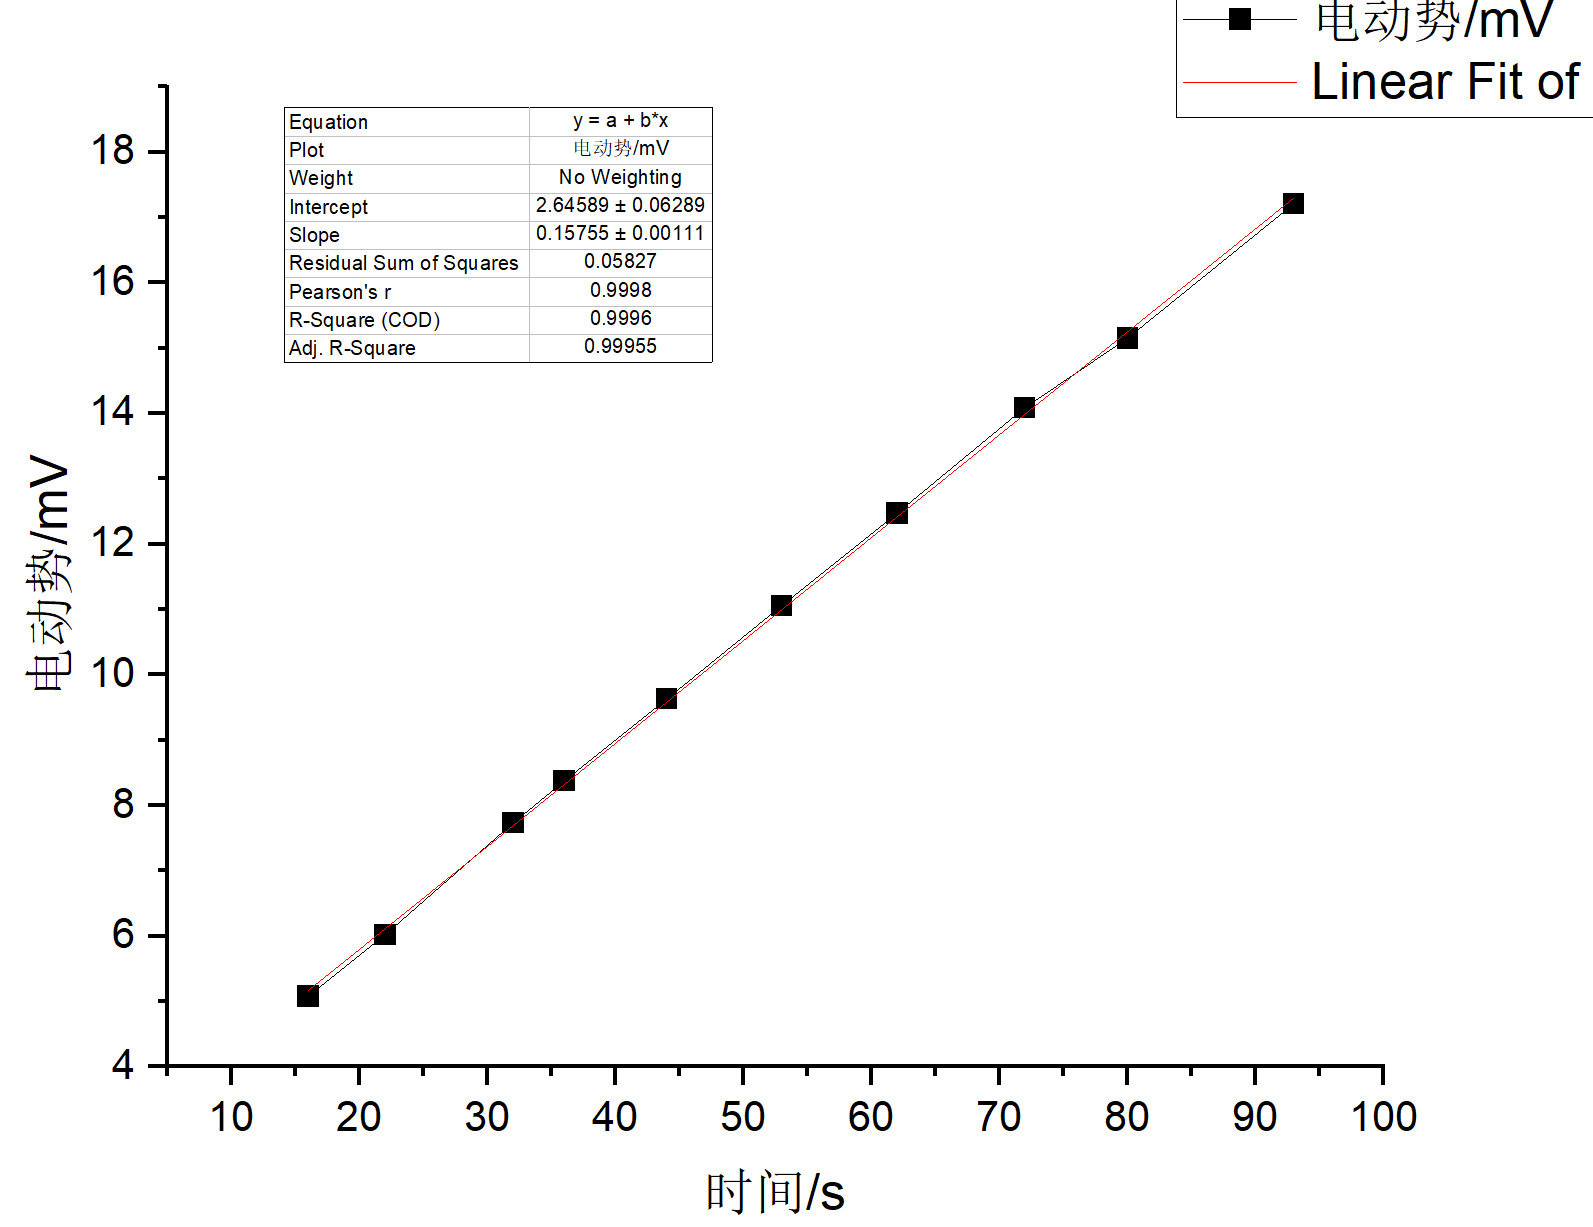 电动势/mV
Linear Fit of
Equation y = a + b*x
Plot 电动势/mV
Weight No Weighting
Intercept 2.64589 ± 0.06289
Slope 0.15755 ± 0.00111
Residual Sum of Squares 0.05827
Pearson's r 0.9998
R-Square (COD) 0.9996
Adj. R-Square 0.99955
18
16
14
12
10
8
6
4
电动势/mV
10 20 30 40 50 60 70 80 90 100
时间/s